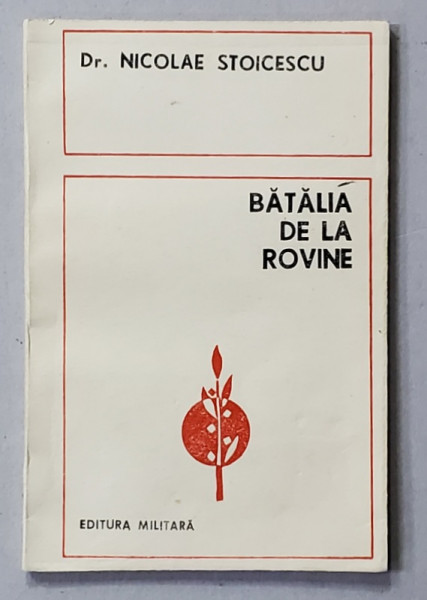 Dr. NICOLAE STOICESCU
BĂTĂLIA
DE LA
ROVINE
EDITURA MILITARĂ